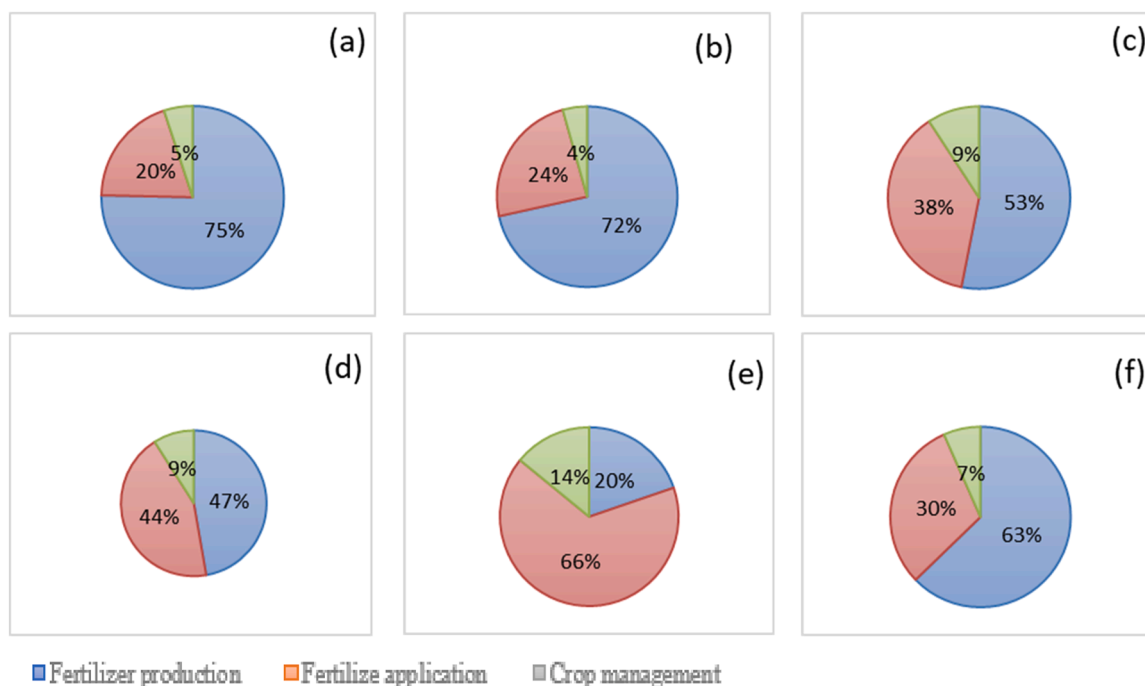 (a)
5%
20%
75%
(b)
4%
24%
72%
(c)
9%
38%
53%
(d)
9%
44%
47%
(e)
14%
20%
66%
(f)
7%
30%
63%
Fertilizer production Fertilize application Crop management